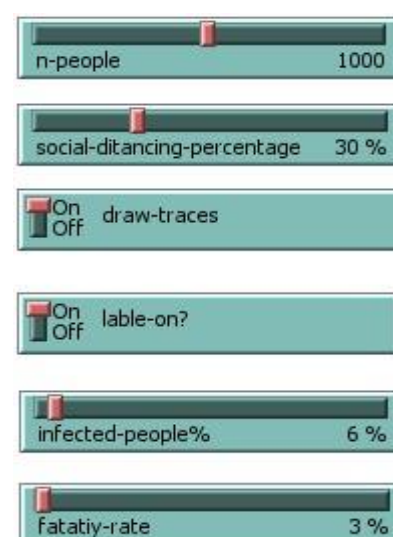 n-people 1000
social-ditancing-percentage 30 %
On
Off
draw-traces
On
Off
lable-on?
infected-people% 6 %
fatatiy-rate 3 %